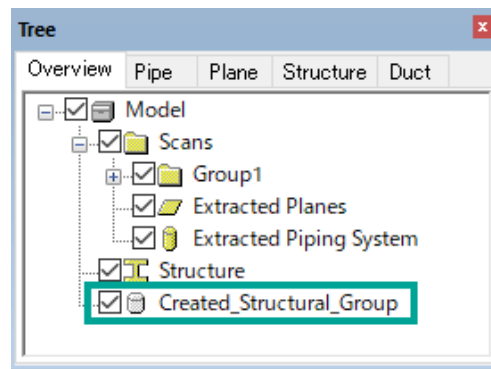 Tree
Overview Pipe Plane Structure Duct
Model
Scans
Group1
Extracted Planes
Extracted Piping System
Structure
Created_Structural_Group